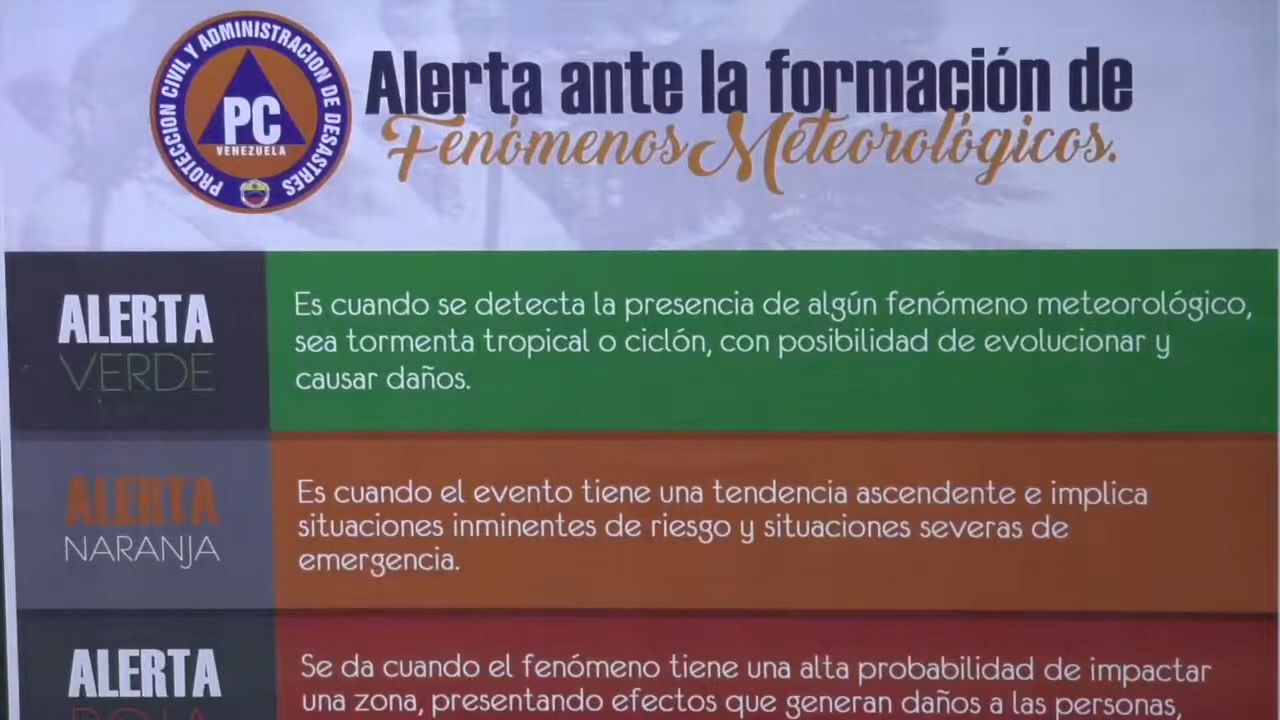 PROTECCION CIVIL Y ADMINISTRACION DE DESASTRES
PC
VENEZUELA
Alerta ante la formación de
Fenómenos Meteorológicos.
ALERTA
VERDE
Es cuando se detecta la presencia de algún fenómeno meteorológico,
sea tormenta tropical o ciclón, con posibilidad de evolucionar y
causar daños.
ALERTA
NARANJA
Es cuando el evento tiene una tendencia ascendente e implica
situaciones inminentes de riesgo y situaciones severas de
emergencia.
ALERTA
ROJA
Se da cuando el fenómeno tiene una alta probabilidad de impactar
una zona, presentando efectos que generan daños a las personas,